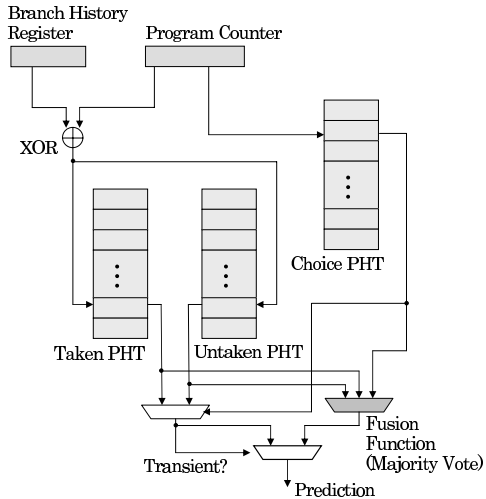 Branch History
Register
Program Counter
XOR
Choice PHT
Taken PHT
Untaken PHT
Fusion
Function
(Majority Vote)
Transient?
Prediction